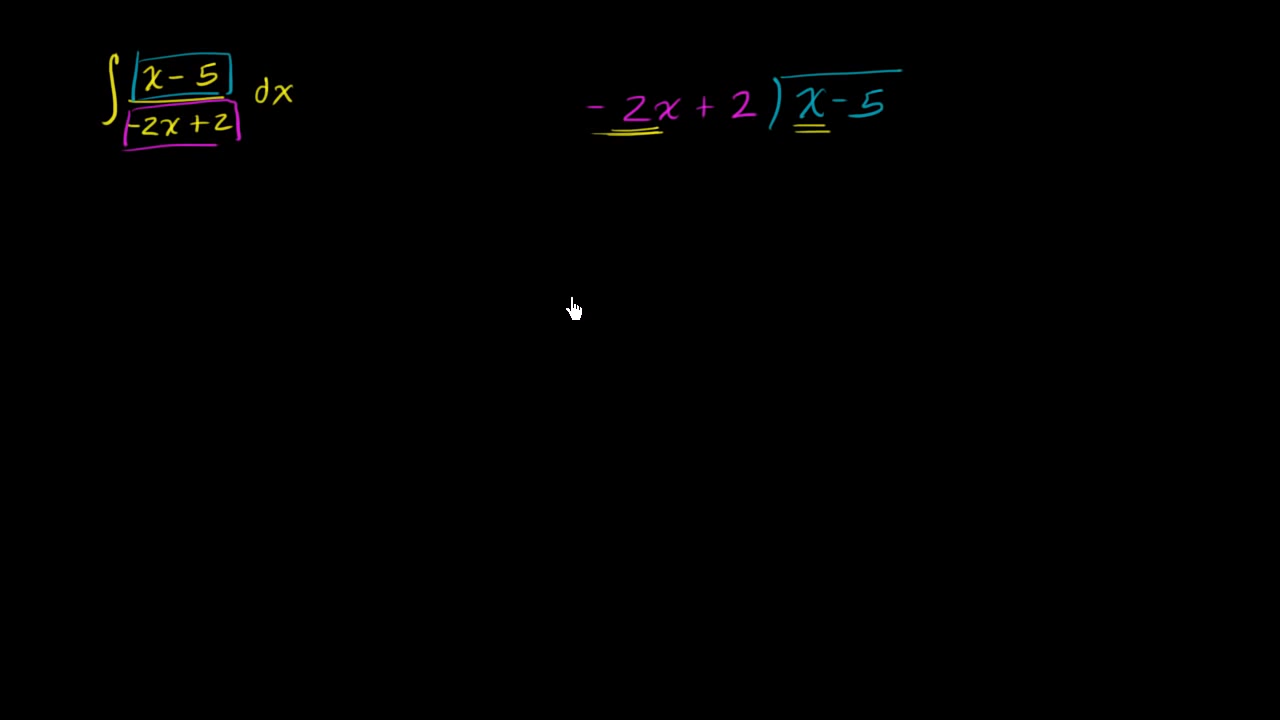 ∫ x - 5 / -2x + 2 dx
-2x + 2 ) x - 5